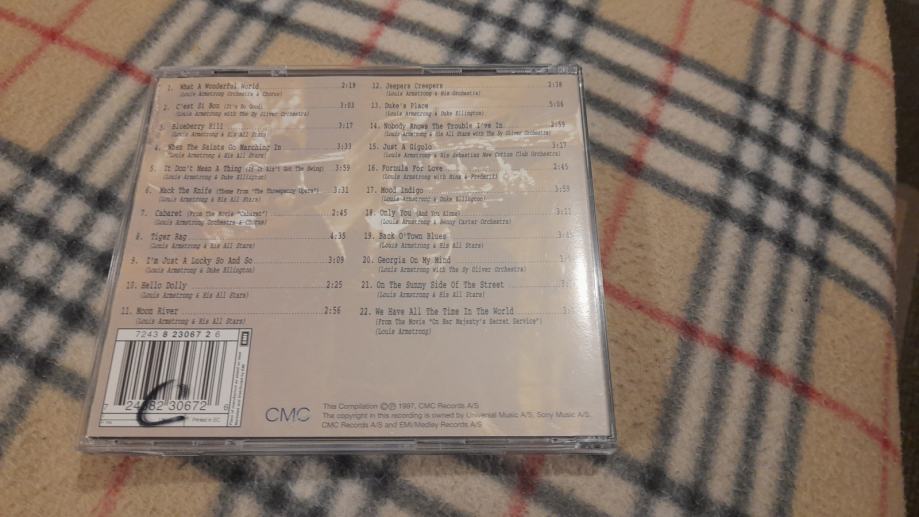 1. What A Wonderful World 2:19
(Louis Armstrong Orchestra & Chorus)
2. C'est Si Bon (It's So Good) 3:03
(Louis Armstrong with The Sy Oliver Orchestra)
3. Blueberry Hill 3:17
(Louis Armstrong & His All Stars)
4. When The Saints Go Marching In 3:33
(Louis Armstrong & His All Stars)
5. It Don't Mean A Thing (If It Ain't Got The Swing) 3:59
(Louis Armstrong & Duke Ellington)
6. Mack The Knife (Theme From "The Threepenny Opera") 3:31
(Louis Armstrong & His All Stars)
7. Cabaret (From The Movie "Cabaret") 2:45
(Louis Armstrong Orchestra & Chorus)
8. Tiger Rag 4:35
(Louis Armstrong & His All Stars)
9. I'm Just A Lucky So And So 3:09
(Louis Armstrong & Duke Ellington)
10. Hello Dolly 2:25
(Louis Armstrong & His All Stars)
11. Moon River 2:56
(Louis Armstrong & His All Stars)
12. Jeepers Creepers
(Louis Armstrong & His Orchestra)
13. Duke's Place 5:06
(Louis Armstrong & Duke Ellington)
14. Nobody Knows The Trouble I've In 2:59
(Louis Armstrong & His All Stars with The Sy Oliver Orchestra)
15. Just A Gigolo 3:17
(Louis Armstrong & His Sebastian New Cotton Club Orchestra)
16. Formula For Love 2:45
(Louis Armstrong with Nina & Frederik)
17. Mood Indigo 3:59
(Louis Armstrong & Duke Ellington)
18. Only You (And You Alone)
(Louis Armstrong & Benny Carter Orchestra)
19. Back O'Town Blues
(Louis Armstrong & His All Stars)
20. Georgia On My Mind
(Louis Armstrong with The Sy Oliver Orchestra)
21. On The Sunny Side Of The Street
(Louis Armstrong & His All Stars)
22. We Have All The Time In The World
(From The Movie "On Her Majesty's Secret Service")
(Louis Armstrong)
7243 8 23067 2 6
EMI
Printed in EC
C
CMC
This Compilation ©℗ 1997, CMC Records A/S
The copyright in this recording is owned by Universal Music A/S, Sony Music A/S,
CMC Records A/S and EMI/Medley Records A/S